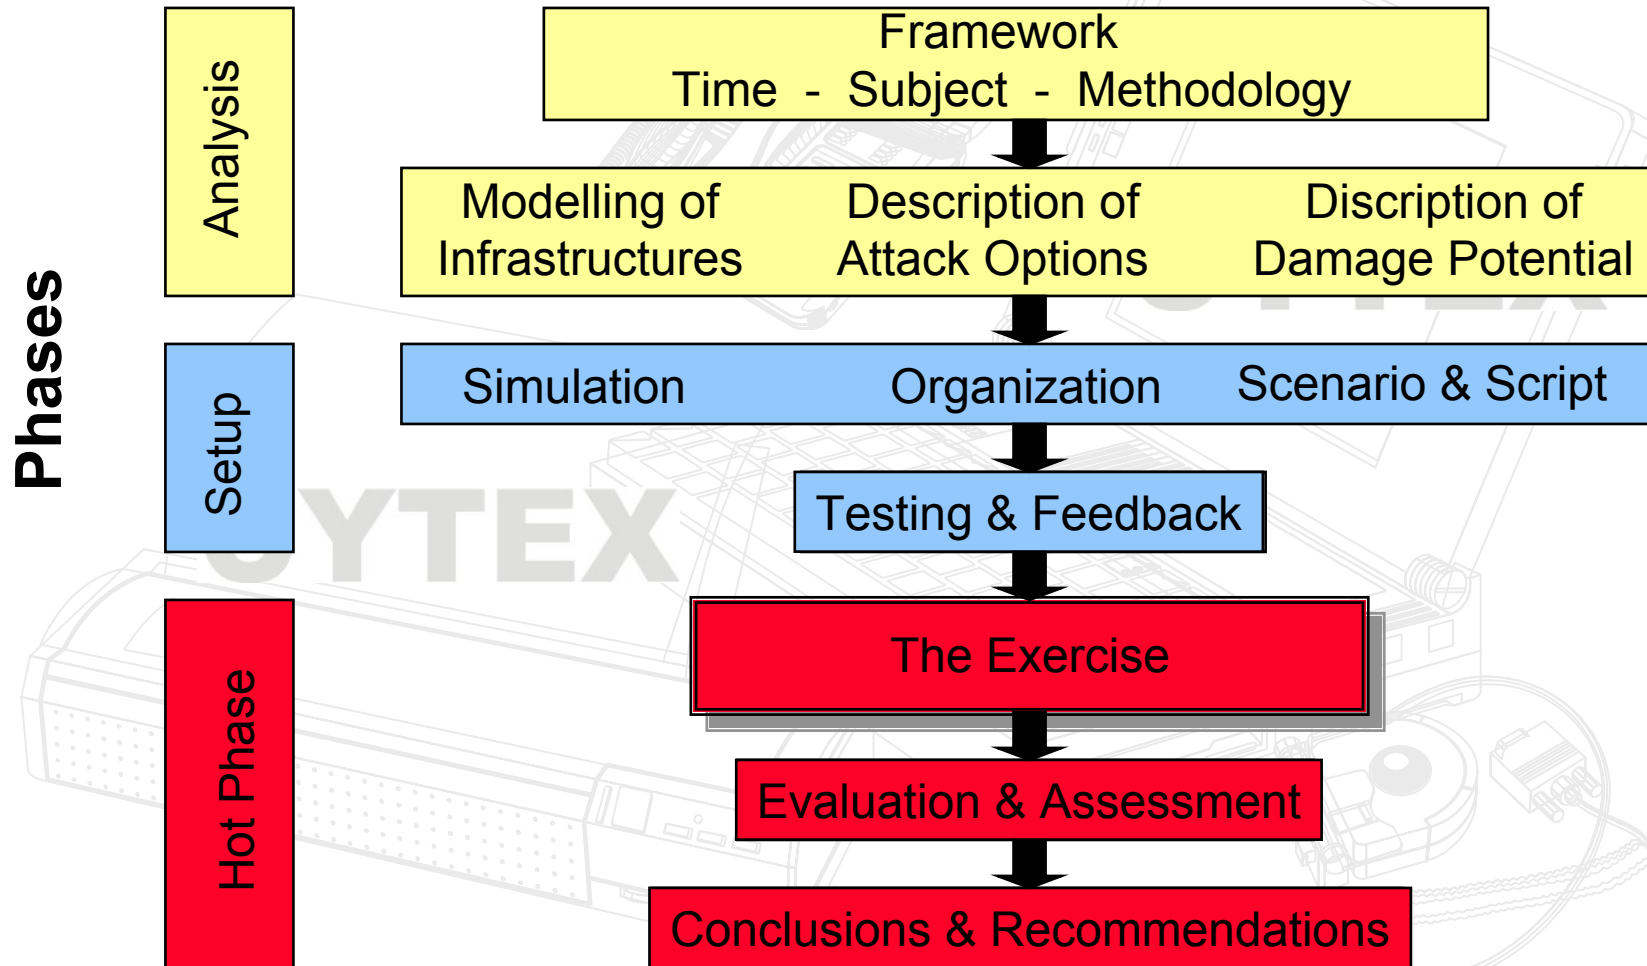 Phases
Analysis
Framework
Time - Subject - Methodology
Modelling of
Infrastructures
Description of
Attack Options
Discription of
Damage Potential
Setup
Simulation
Organization
Scenario & Script
Testing & Feedback
YTEX
Hot Phase
The Exercise
Evaluation & Assessment
Conclusions & Recommendations